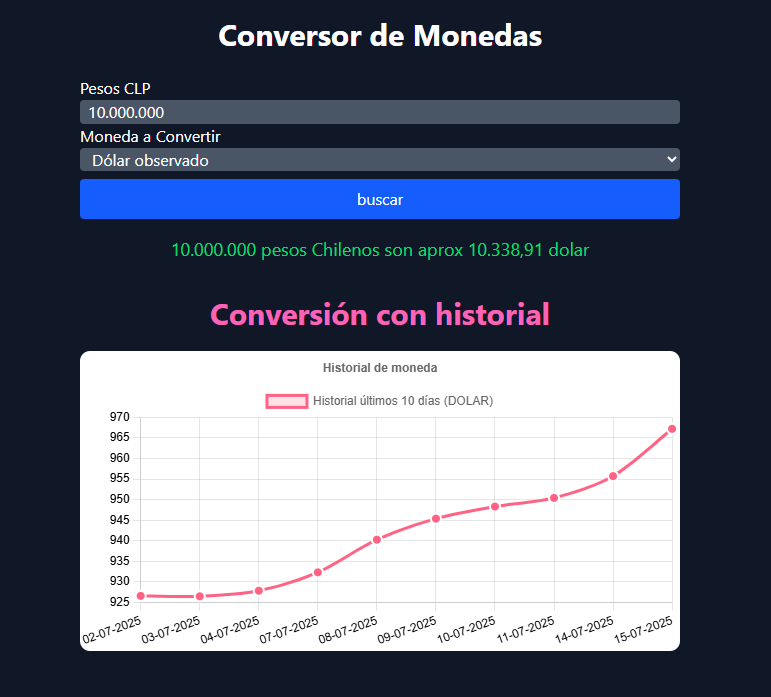 Conversor de Monedas
Pesos CLP
10.000.000
Moneda a Convertir
Dólar observado
buscar
10.000.000 pesos Chilenos son aprox 10.338,91 dolar
Conversión con historial
Historial de moneda
Historial últimos 10 días (DOLAR)
970
965
960
955
950
945
940
935
930
925
02-07-2025
03-07-2025
04-07-2025
07-07-2025
08-07-2025
09-07-2025
10-07-2025
11-07-2025
14-07-2025
15-07-2025